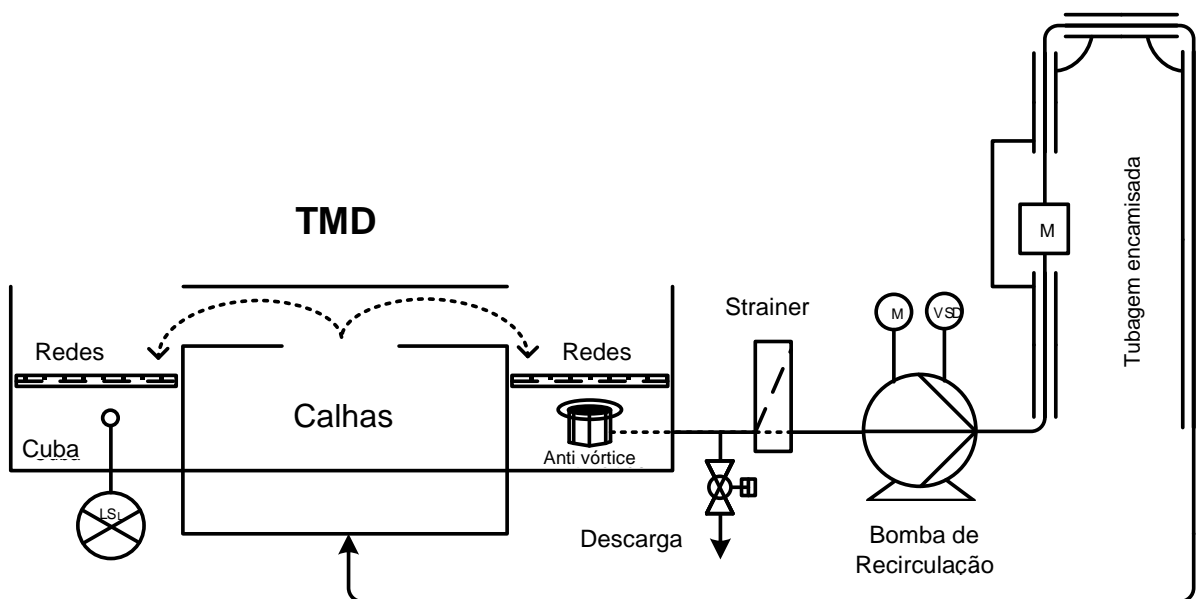 TMD
Strainer
M
VSD
M
Tubagem encamisada
Redes
Redes
Calhas
Cuba
Anti vórtice
LSL
Descarga
Bomba de
Recirculação